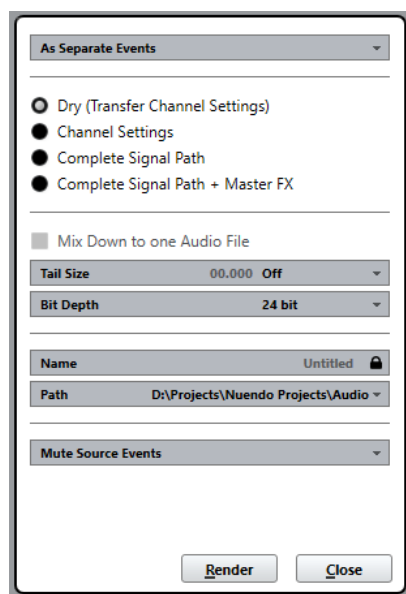 As Separate Events
Dry (Transfer Channel Settings)
Channel Settings
Complete Signal Path
Complete Signal Path + Master FX
Mix Down to one Audio File
Tail Size 00.000 Off
Bit Depth 24 bit
Name Untitled
Path D:\Projects\Nuendo Projects\Audio
Mute Source Events
Render Close